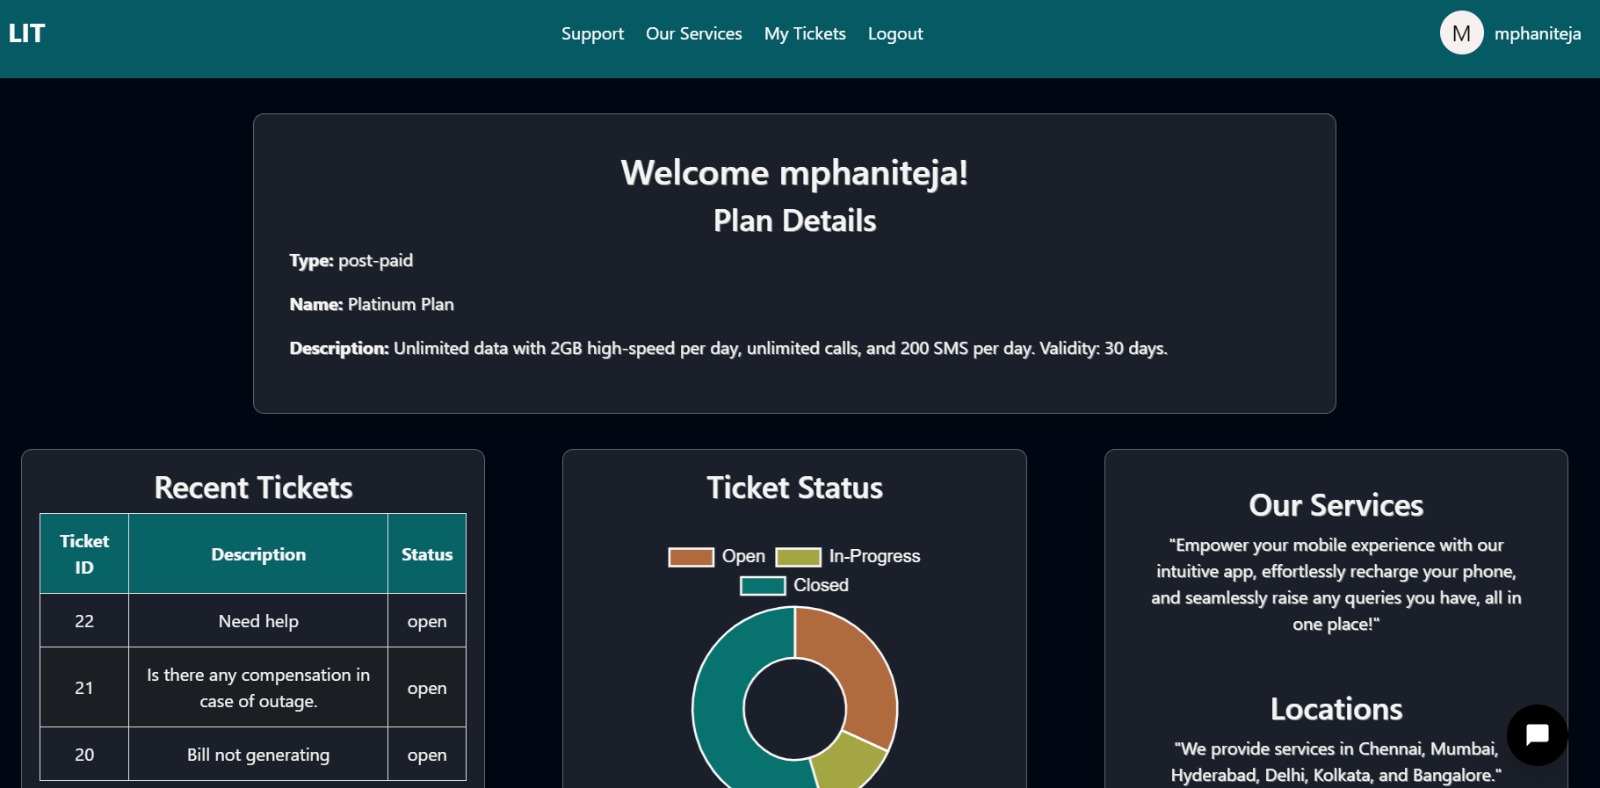 LIT
Support Our Services My Tickets Logout
M mphaniteja
Welcome mphaniteja!
Plan Details
Type: post-paid
Name: Platinum Plan
Description: Unlimited data with 2GB high-speed per day, unlimited calls, and 200 SMS per day. Validity: 30 days.
Recent Tickets
Ticket
ID
Description
Status
22 Need help open
21
Is there any compensation in
case of outage.
open
20 Bill not generating open
Ticket Status
Open In-Progress
Closed
Our Services
"Empower your mobile experience with our
intuitive app, effortlessly recharge your phone,
and seamlessly raise any queries you have, all in
one place!"
Locations
"We provide services in Chennai, Mumbai,
Hyderabad, Delhi, Kolkata, and Bangalore."